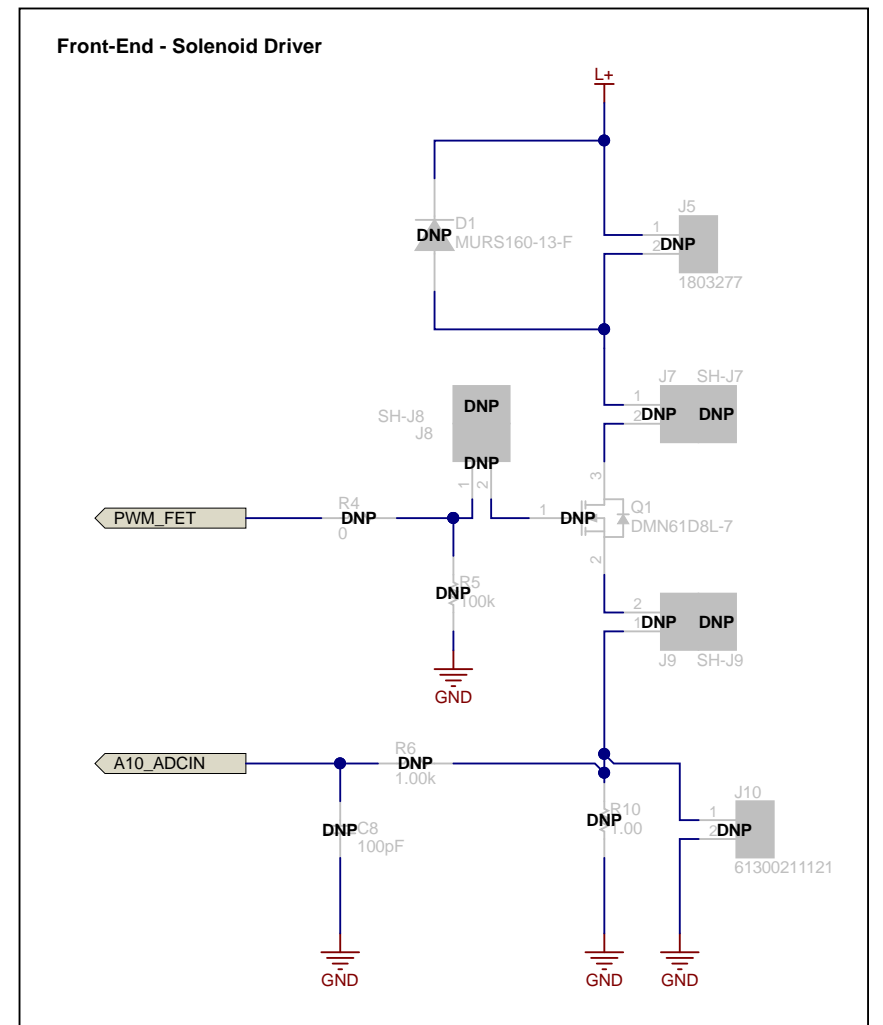 Front-End - Solenoid Driver
L+
J5
D1
1
DNP
MURS160-13-F
2
DNP
1803277
J7 SH-J7
1
DNP
SH-J8
2
DNP DNP
J8
DNP
3
1 2
R4
1
Q1
PWM_FET
DNP
DNP
DMN61D8L-7
0
2
R5
DNP
100k
2
1
DNP DNP
J9 SH-J9
GND
R6
A10_ADCIN
DNP
1.00k
J10
R10
1
DNP
1.00
DNP
C8
2
DNP
100pF
61300211121
GND
GND
GND